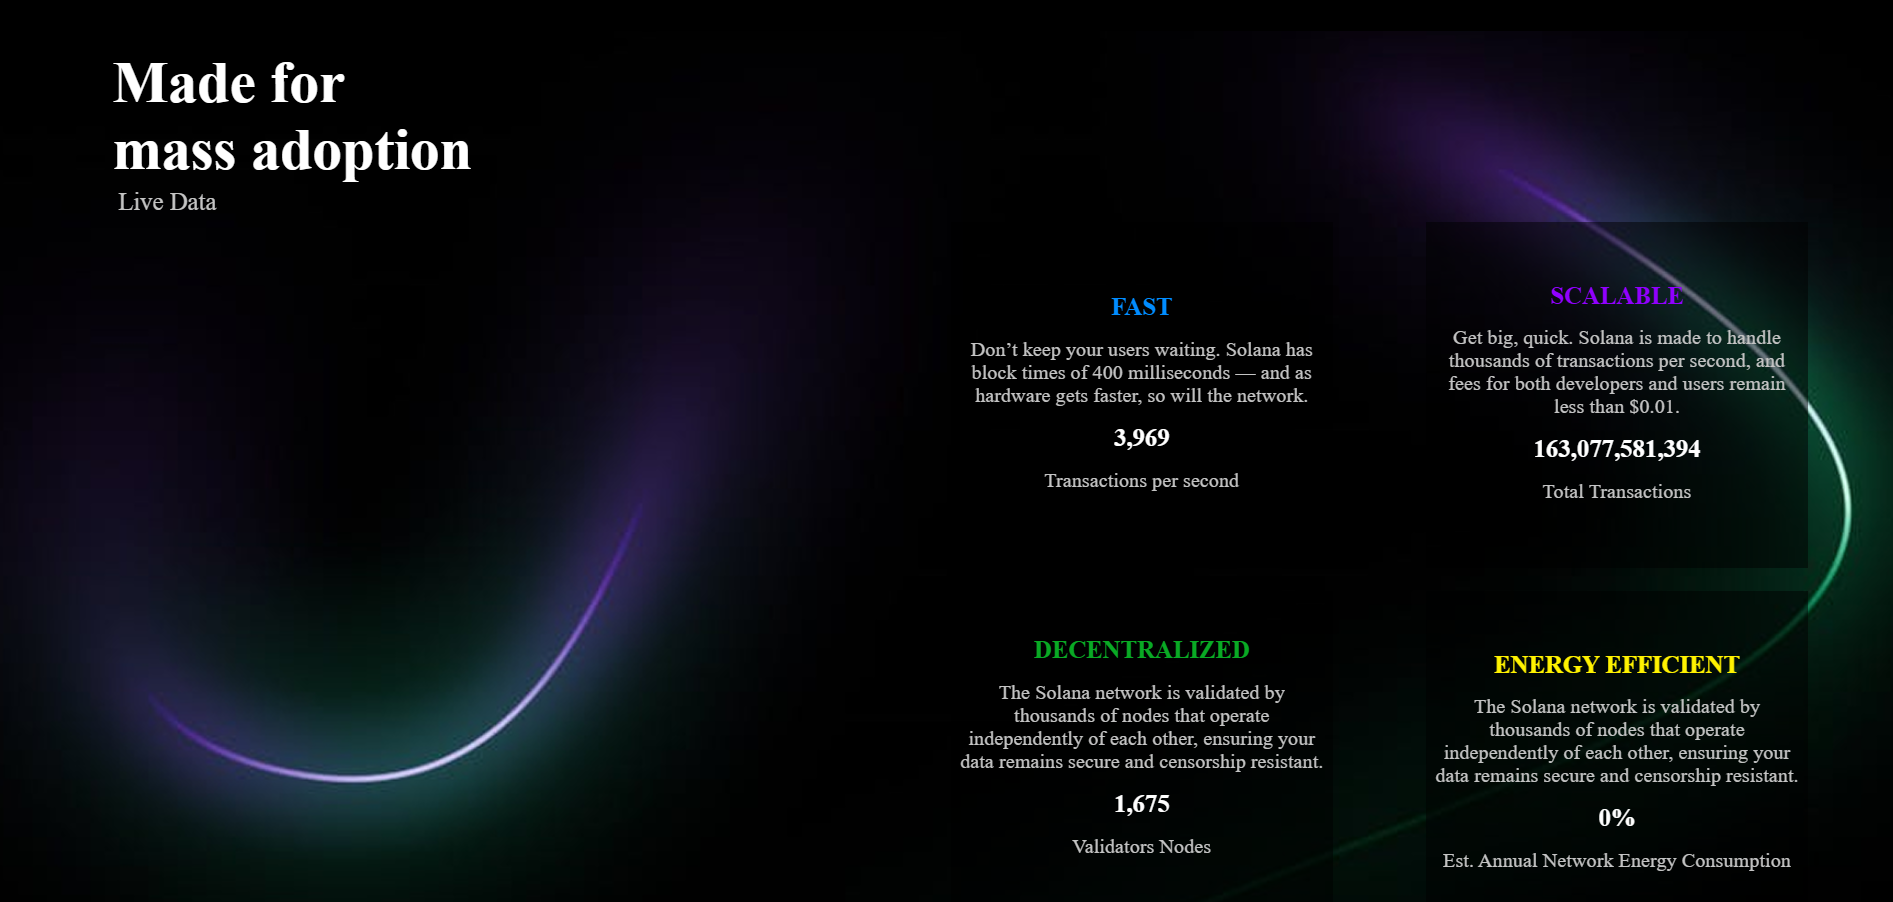 Made for
mass adoption
Live Data
FAST
Don’t keep your users waiting. Solana has
block times of 400 milliseconds — and as
hardware gets faster, so will the network.
3,969
Transactions per second
SCALABLE
Get big, quick. Solana is made to handle
thousands of transactions per second, and
fees for both developers and users remain
less than $0.01.
163,077,581,394
Total Transactions
DECENTRALIZED
The Solana network is validated by
thousands of nodes that operate
independently of each other, ensuring your
data remains secure and censorship resistant.
1,675
Validators Nodes
ENERGY EFFICIENT
The Solana network is validated by
thousands of nodes that operate
independently of each other, ensuring your
data remains secure and censorship resistant.
0%
Est. Annual Network Energy Consumption